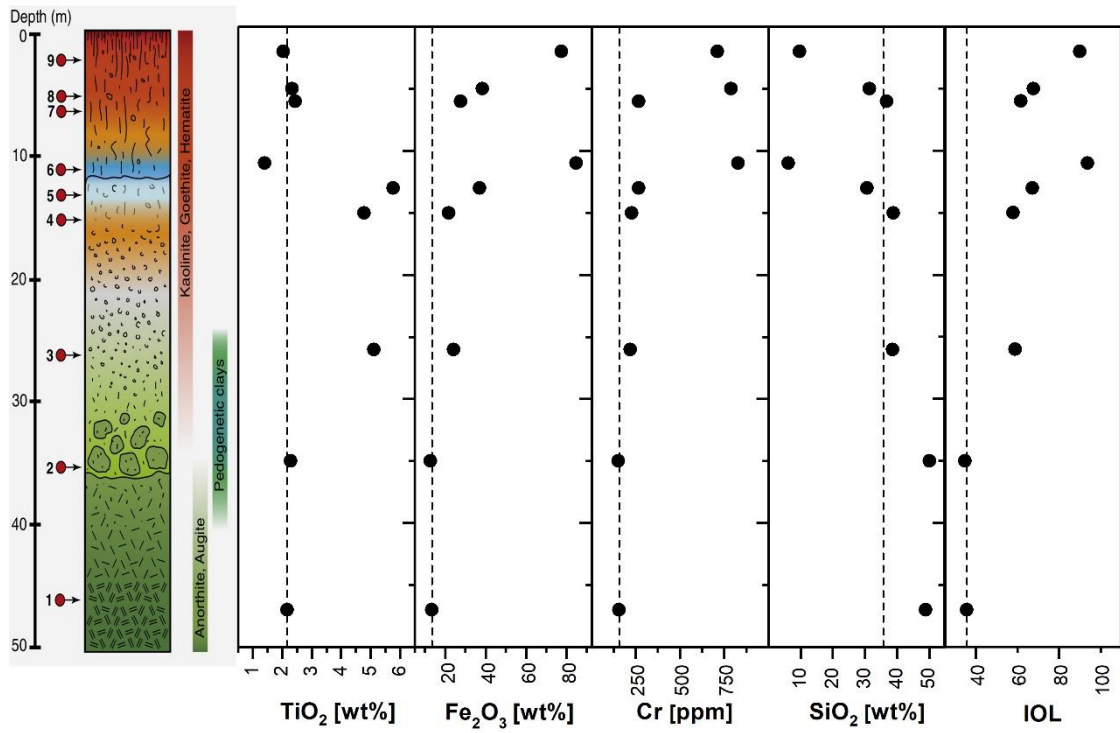 Depth (m)
0
10
20
30
40
50
9
8
7
6
5
4
3
2
1
Kaolinite, Goethite, Hematite
Pedogenetic clays
Anorthite, Augite
1 2 3 4 5 6
TiO₂ [wt%]
20 40 60 80
Fe₂O₃ [wt%]
250 500 750
Cr [ppm]
10 20 30 40 50
SiO₂ [wt%]
40 60 80 100
IOL